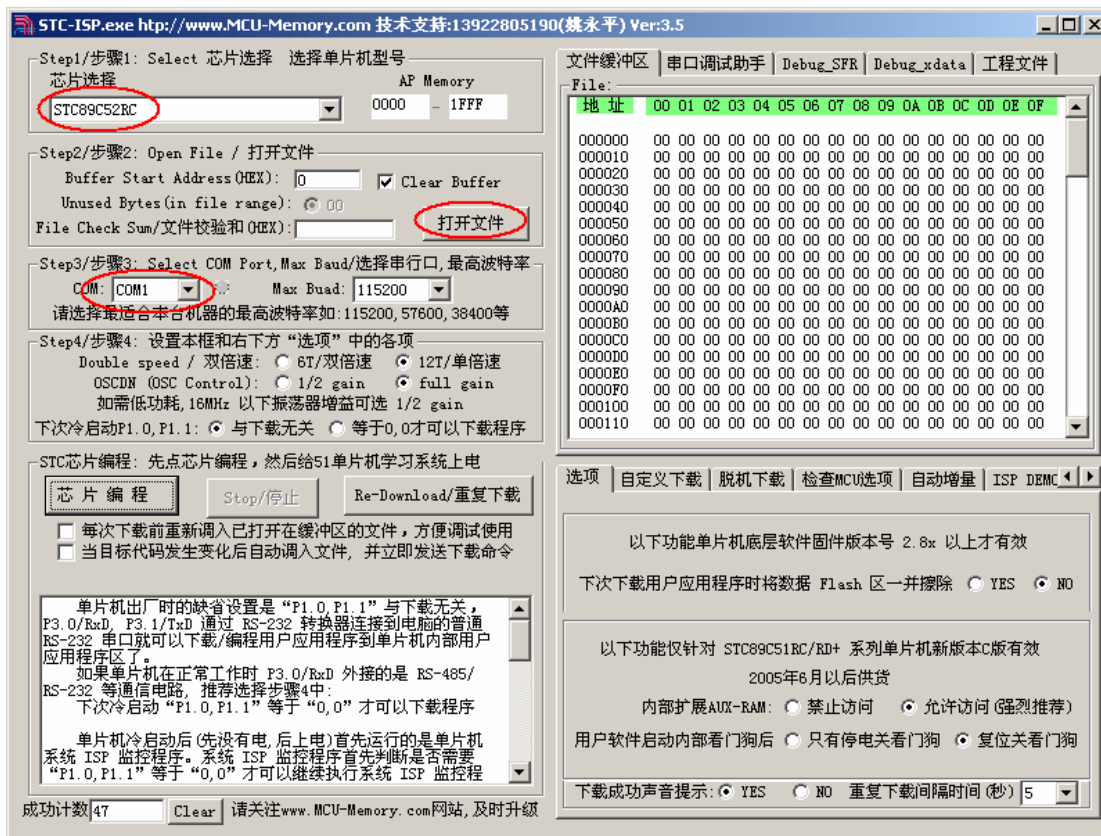 STC-ISP.exe htp://www.MCU-Memory.com 技术支持:13922805190(姚永平) Ver:3.5
Step1/步骤1: Select 芯片选择 选择单片机型号
芯片选择 AP Memory
STC89C52RC 0000 - 1FFF
Step2/步骤2: Open File / 打开文件
Buffer Start Address(HEX): 0 Clear Buffer
Unused Bytes(in file range): 00
File Check Sum/文件校验和(HEX): 打开文件
Step3/步骤3: Select COM Port,Max Baud/选择串行口,最高波特率
COM: COM1 Max Buad: 115200
请选择最适合本台机器的最高波特率如:115200,57600,38400等
Step4/步骤4: 设置本框和右下方“选项”中的各项
Double speed / 双倍速: 6T/双倍速 12T/单倍速
OSCDN (OSC Control): 1/2 gain full gain
如需低功耗,16MHz 以下振荡器增益可选 1/2 gain
下次冷启动P1.0,P1.1: 与下载无关 等于0,0才可以下载程序
STC芯片编程: 先点芯片编程，然后给51单片机学习系统上电
芯片编程 Stop/停止 Re-Download/重复下载
每次下载前重新调入已打开在缓冲区的文件，方便调试使用
当目标代码发生变化后自动调入文件, 并立即发送下载命令
单片机出厂时的缺省设置是“P1.0,P1.1”与下载无关，
P3.0/RxD, P3.1/TxD 通过 RS-232 转换器连接到电脑的普通
RS-232 串口就可以下载/编程用户应用程序到单片机内部用户
应用程序区了。
如果单片机在正常工作时 P3.0/RxD 外接的是 RS-485/
RS-232 等通信电路, 推荐选择步骤4中:
下次冷启动“P1.0,P1.1”等于“0,0”才可以下载程序
单片机冷启动后(先没有电,后上电)首先运行的是单片机
系统 ISP 监控程序。系统 ISP 监控程序首先判断是否需要
“P1.0,P1.1”等于“0,0”才可以继续执行系统 ISP 监控程
成功计数 47 Clear 请关注www.MCU-Memory.com网站,及时升级
文件缓冲区 串口调试助手 Debug_SFR Debug_xdata 工程文件
File:
地址 00 01 02 03 04 05 06 07 08 09 0A 0B 0C 0D 0E 0F
000000 00 00 00 00 00 00 00 00 00 00 00 00 00 00 00 00
000010 00 00 00 00 00 00 00 00 00 00 00 00 00 00 00 00
000020 00 00 00 00 00 00 00 00 00 00 00 00 00 00 00 00
000030 00 00 00 00 00 00 00 00 00 00 00 00 00 00 00 00
000040 00 00 00 00 00 00 00 00 00 00 00 00 00 00 00 00
000050 00 00 00 00 00 00 00 00 00 00 00 00 00 00 00 00
000060 00 00 00 00 00 00 00 00 00 00 00 00 00 00 00 00
000070 00 00 00 00 00 00 00 00 00 00 00 00 00 00 00 00
000080 00 00 00 00 00 00 00 00 00 00 00 00 00 00 00 00
000090 00 00 00 00 00 00 00 00 00 00 00 00 00 00 00 00
0000A0 00 00 00 00 00 00 00 00 00 00 00 00 00 00 00 00
0000B0 00 00 00 00 00 00 00 00 00 00 00 00 00 00 00 00
0000C0 00 00 00 00 00 00 00 00 00 00 00 00 00 00 00 00
0000D0 00 00 00 00 00 00 00 00 00 00 00 00 00 00 00 00
0000E0 00 00 00 00 00 00 00 00 00 00 00 00 00 00 00 00
0000F0 00 00 00 00 00 00 00 00 00 00 00 00 00 00 00 00
000100 00 00 00 00 00 00 00 00 00 00 00 00 00 00 00 00
000110 00 00 00 00 00 00 00 00 00 00 00 00 00 00 00 00
选项 自定义下载 脱机下载 检查MCU选项 自动增量 ISP DEMC
以下功能单片机底层软件固件版本号 2.8x 以上才有效
下次下载用户应用程序时将数据 Flash 区一并擦除 YES NO
以下功能仅针对 STC89C51RC/RD+ 系列单片机新版本C版有效
2005年6月以后供货
内部扩展AUX-RAM: 禁止访问 允许访问(强烈推荐)
用户软件启动内部看门狗后 只有停电关看门狗 复位关看门狗
下载成功声音提示: YES NO 重复下载间隔时间(秒) 5